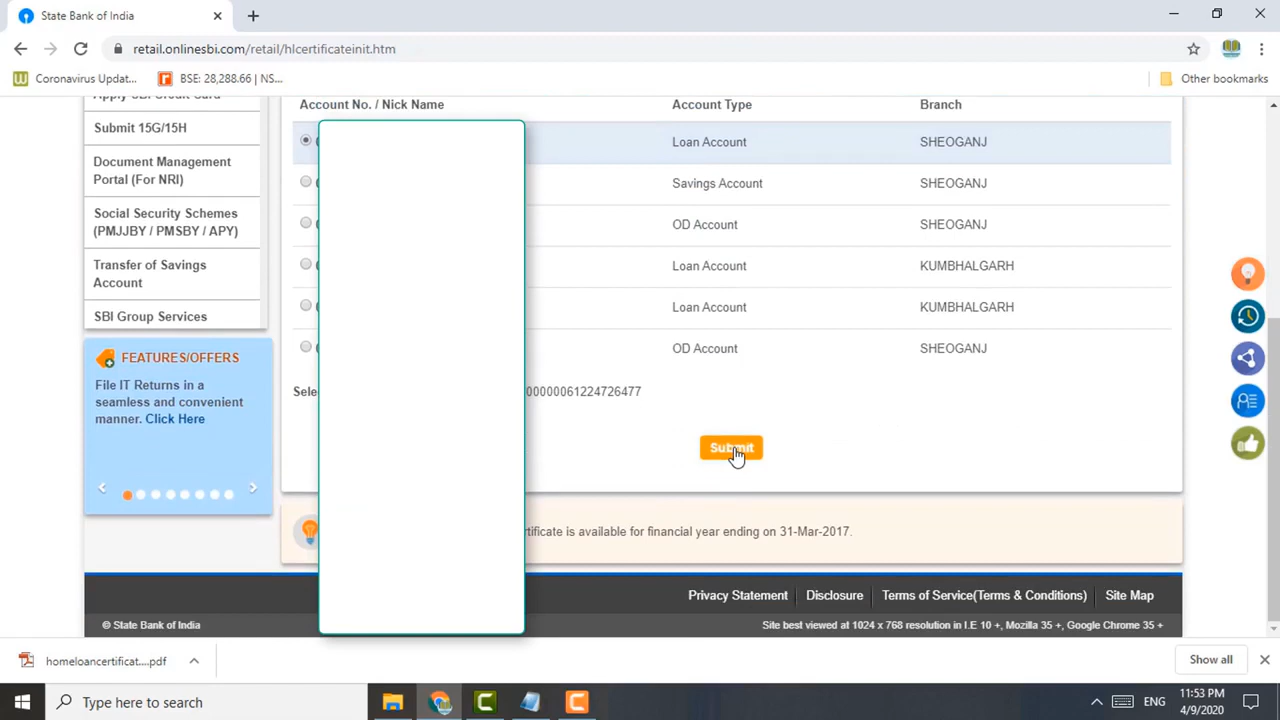 State Bank of India
retail.onlinesbi.com/retail/hlcertificateinit.htm
Coronavirus Updat...
BSE: 28,288.66 | NS...
Other bookmarks
Submit 15G/15H
Document Management
Portal (For NRI)
Social Security Schemes
(PMJJBY / PMSBY / APY)
Transfer of Savings
Account
SBI Group Services
FEATURES/OFFERS
File IT Returns in a
seamless and convenient
manner. Click Here
Account No. / Nick Name Account Type Branch
Loan Account SHEOGANJ
Savings Account SHEOGANJ
OD Account SHEOGANJ
Loan Account KUMBHALGARH
Loan Account KUMBHALGARH
OD Account SHEOGANJ
00000061224726477
Submit
is available for financial year ending on 31-Mar-2017.
Privacy Statement Disclosure Terms of Service(Terms & Conditions) Site Map
© State Bank of India
Site best viewed at 1024 x 768 resolution in I.E 10 +, Mozilla 35 +, Google Chrome 35 +
homeloancertificat....pdf
Show all
Type here to search
ENG
11:53 PM
4/9/2020